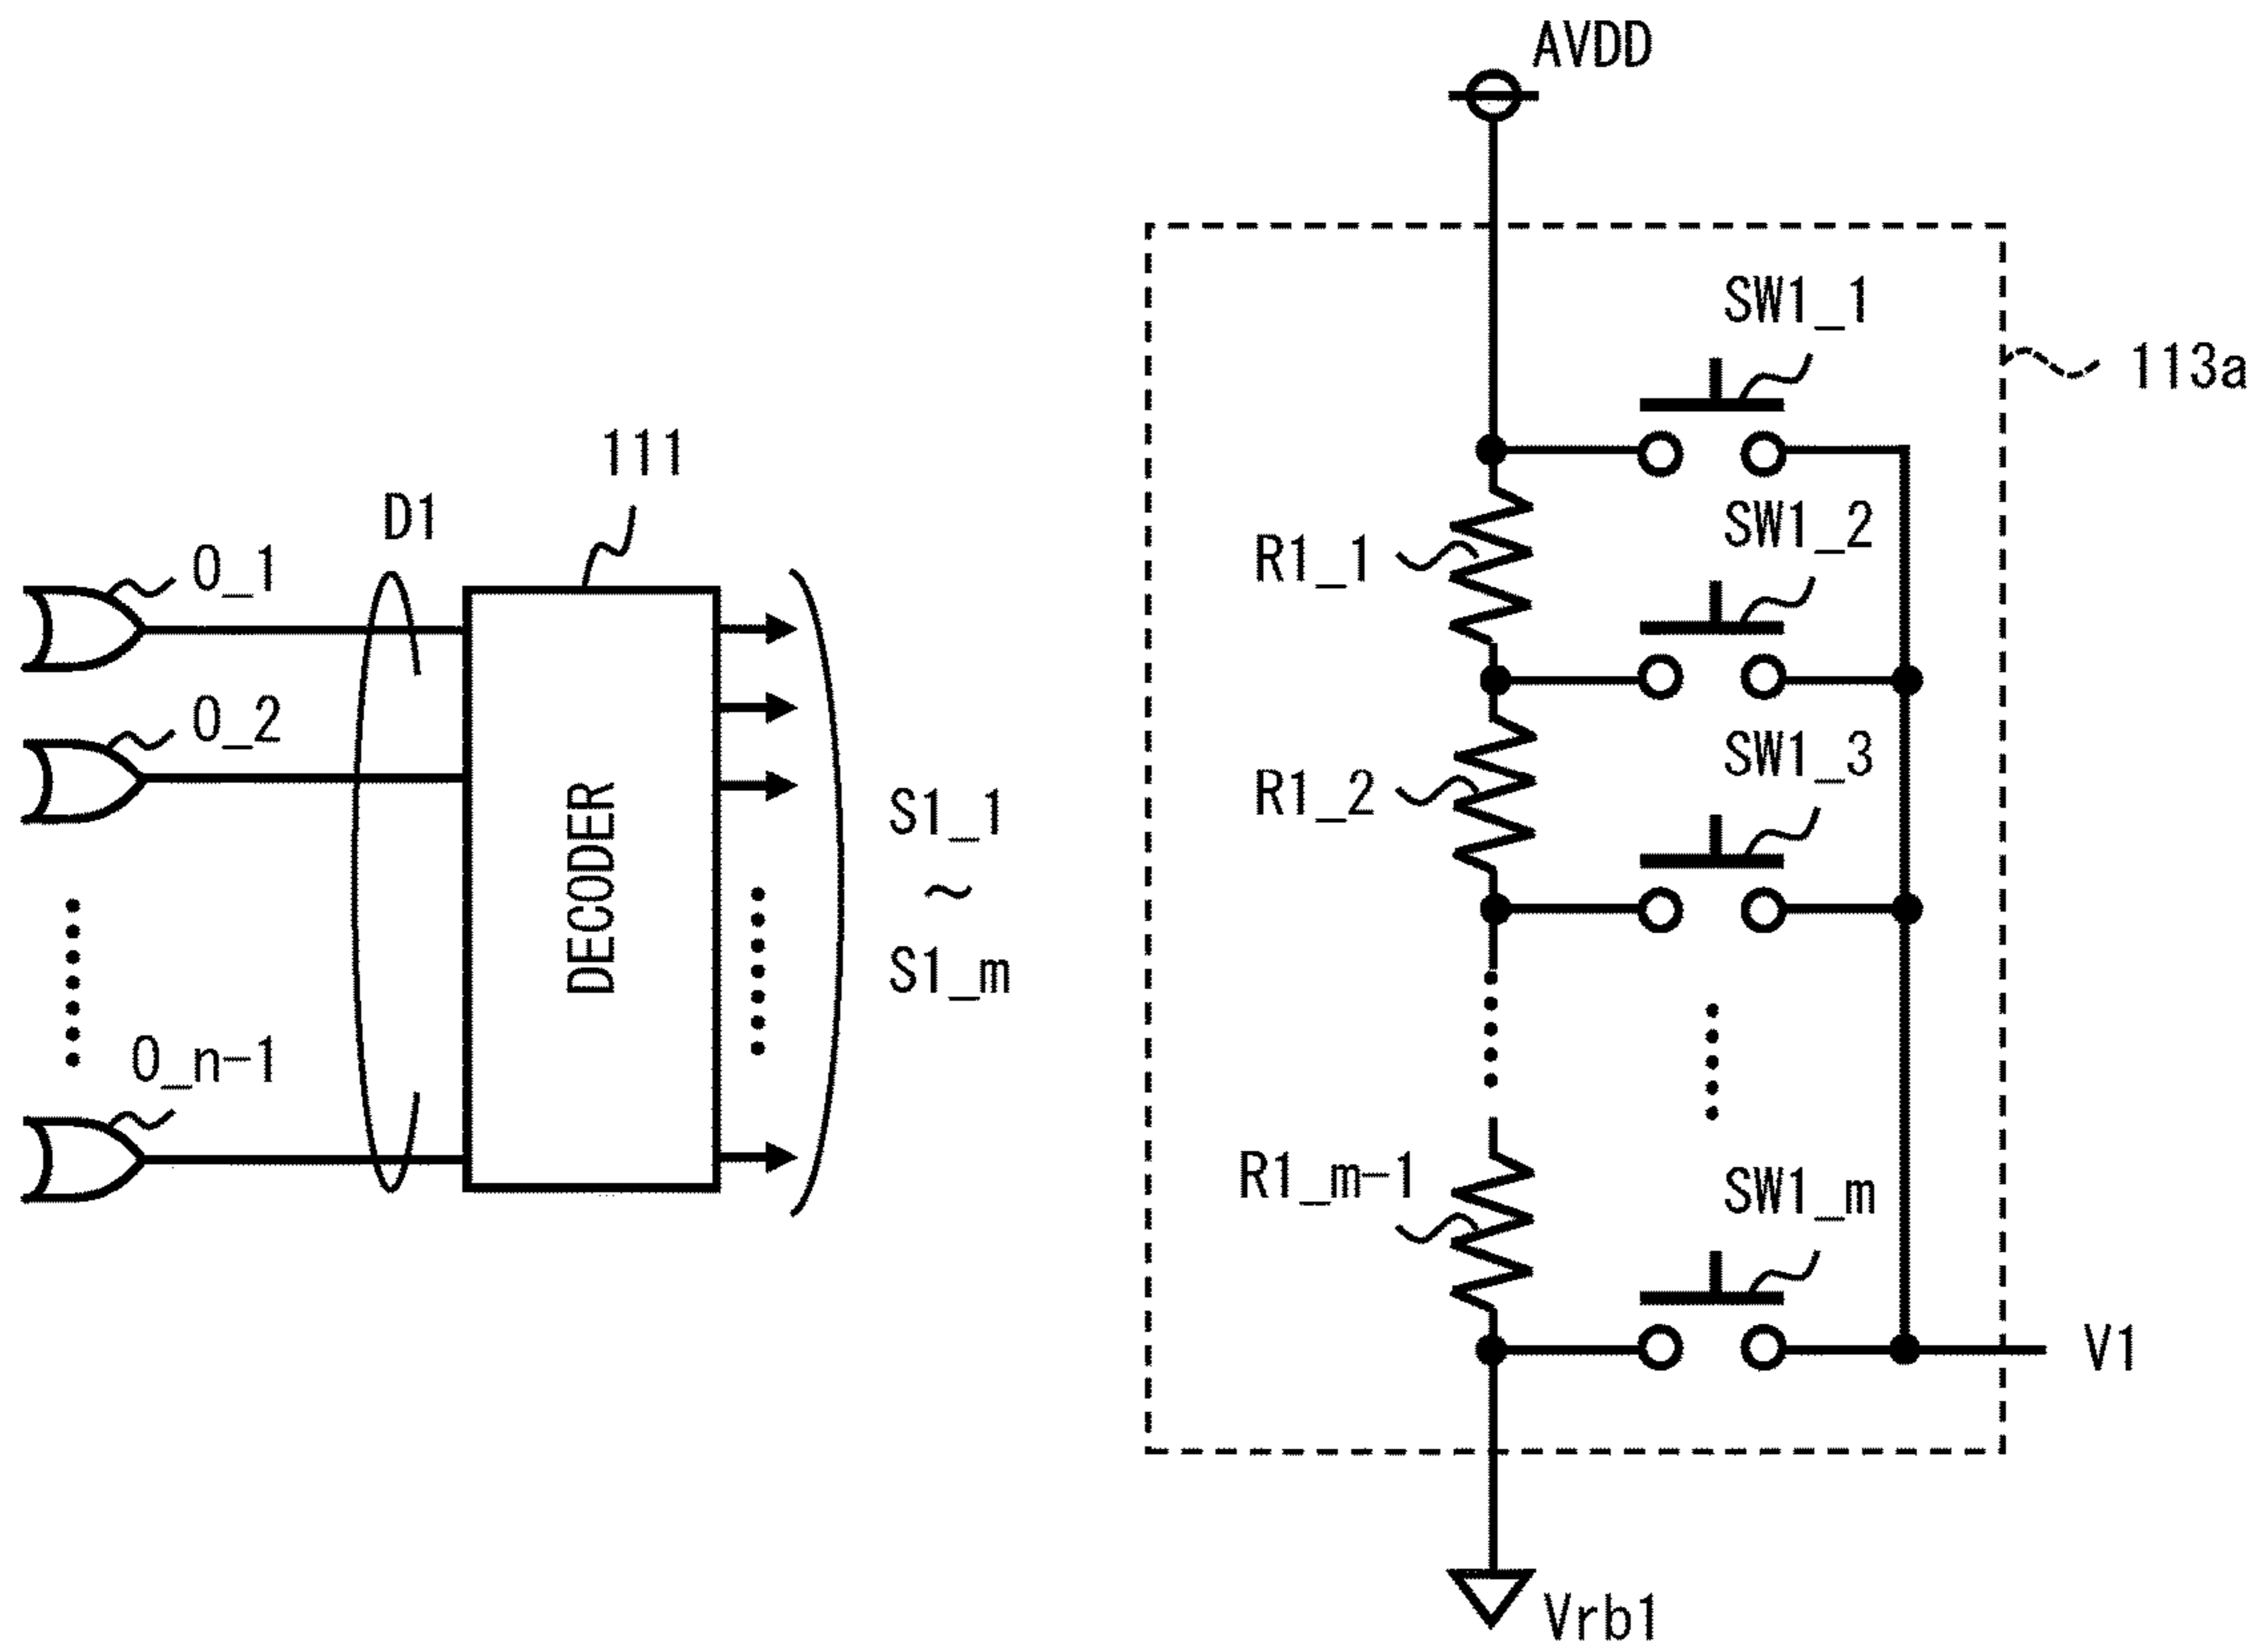 AVDD
SW1_1
113a
111
D1
SW1_2
O_1
R1_1
O_2
SW1_3
R1_2
S1_1
~
S1_m
DECODER
O_n-1
R1_m-1
SW1_m
V1
Vrb1